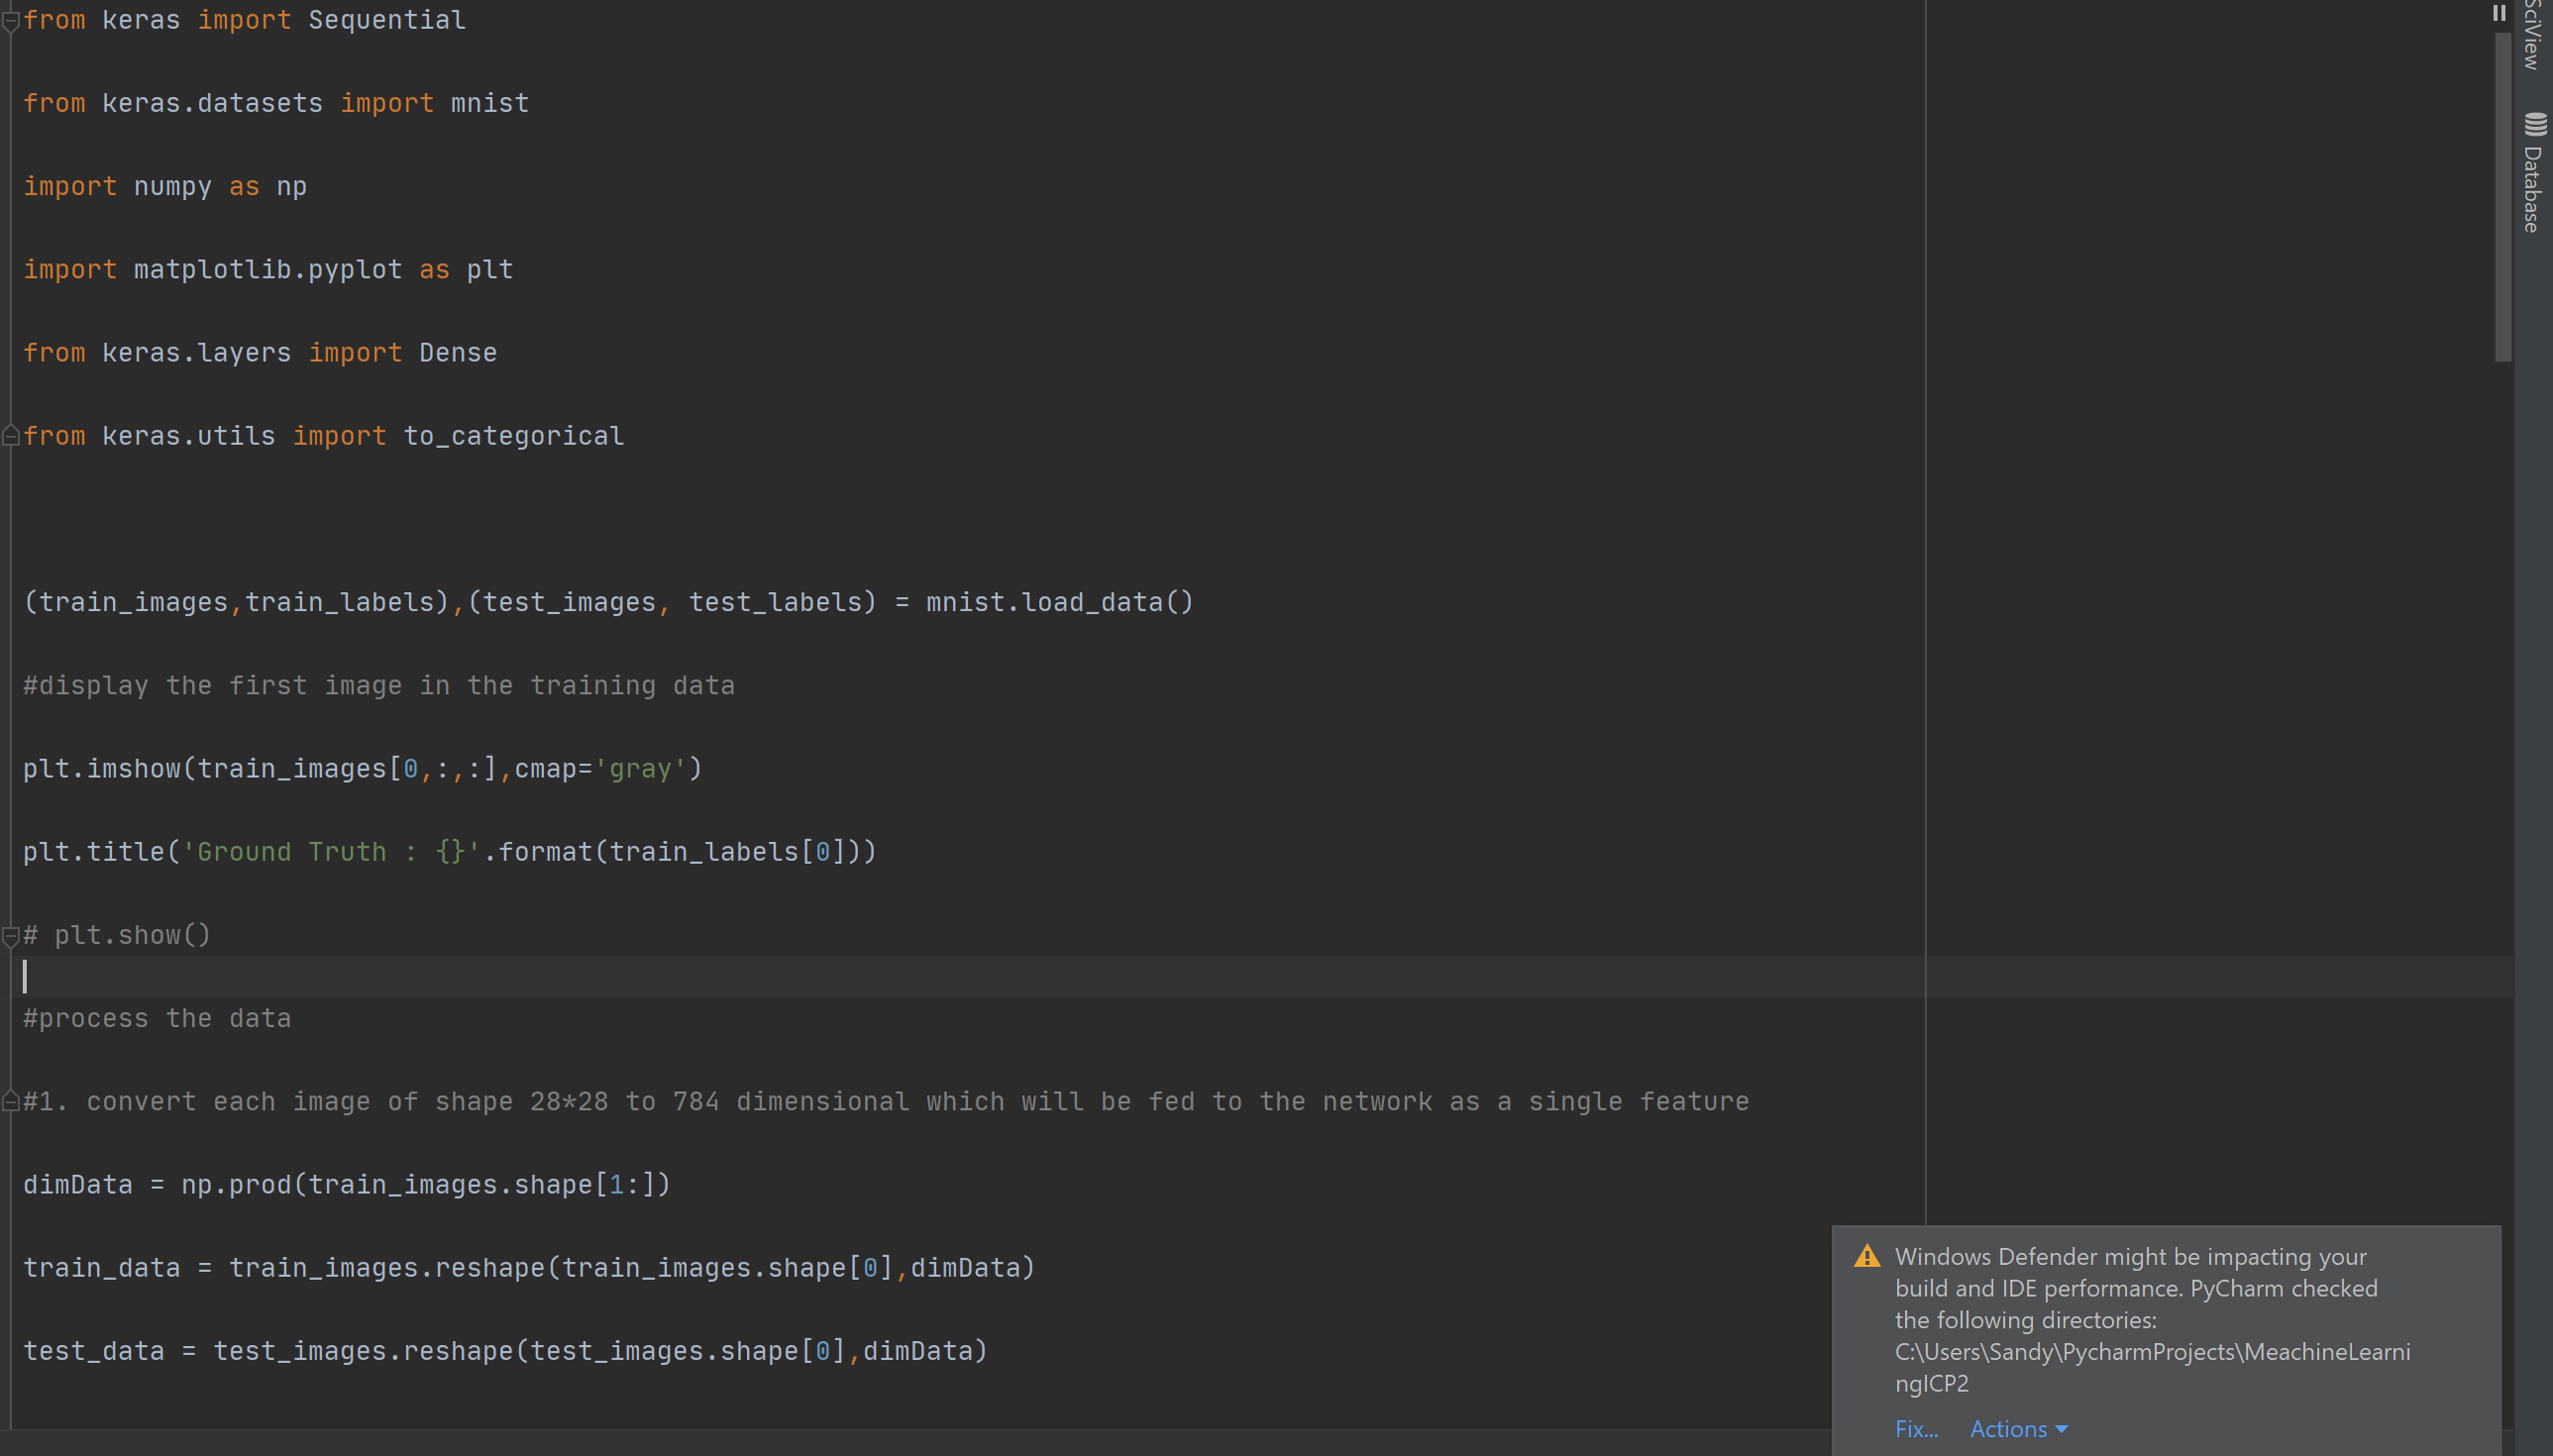 from keras import Sequential
from keras.datasets import mnist
import numpy as np
import matplotlib.pyplot as plt
from keras.layers import Dense
from keras.utils import to_categorical
(train_images,train_labels),(test_images, test_labels) = mnist.load_data()
#display the first image in the training data
plt.imshow(train_images[0,:,:],cmap='gray')
plt.title('Ground Truth : {}'.format(train_labels[0]))
# plt.show()
#process the data
#1. convert each image of shape 28*28 to 784 dimensional which will be fed to the network as a single feature
dimData = np.prod(train_images.shape[1:])
train_data = train_images.reshape(train_images.shape[0],dimData)
test_data = test_images.reshape(test_images.shape[0],dimData)
SciView
Database
Windows Defender might be impacting your
build and IDE performance. PyCharm checked
the following directories:
C:\Users\Sandy\PycharmProjects\MeachineLearni
ngICP2
Fix... Actions